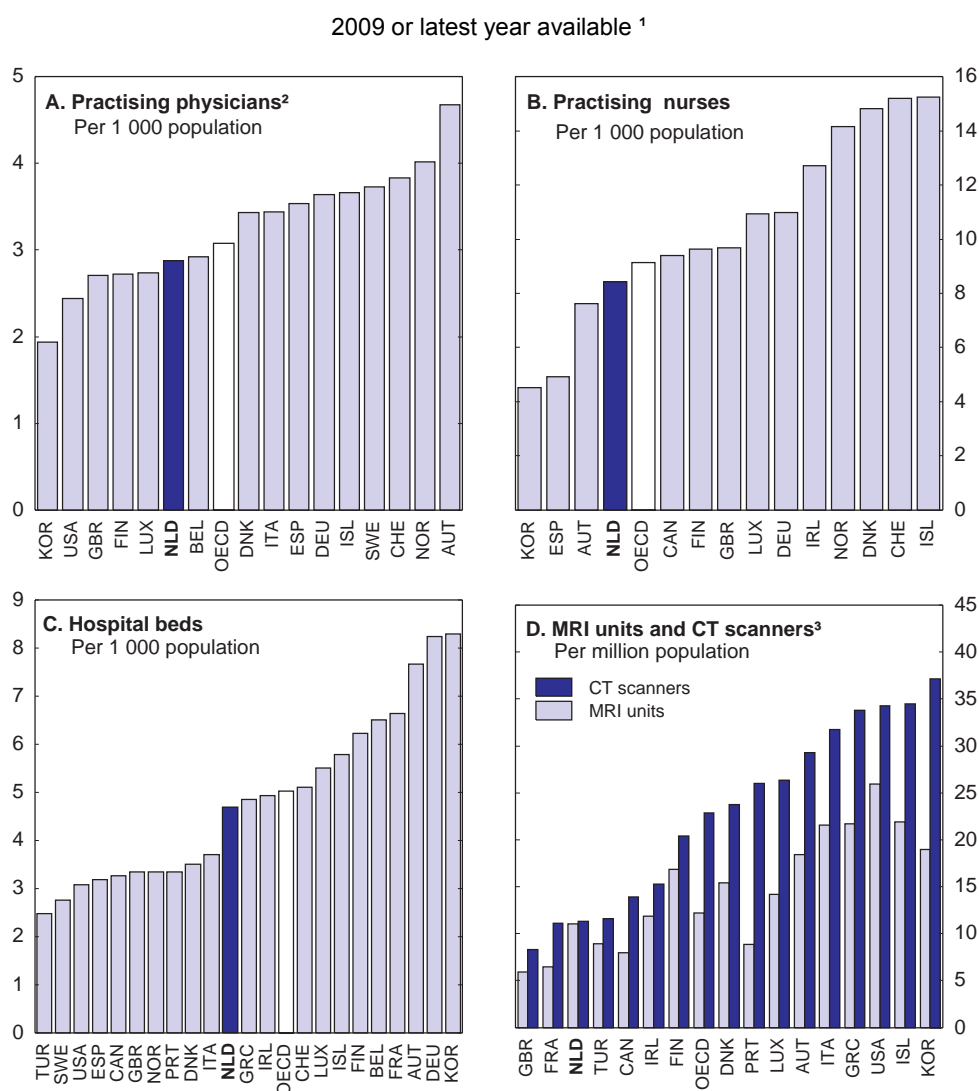 2009 or latest year available ¹
A. Practising physicians²
Per 1 000 population
5
4
3
2
1
0
KOR USA GBR FIN LUX NLD BEL OECD DNK ITA ESP DEU ISL SWE CHE NOR AUT
B. Practising nurses
Per 1 000 population
16
14
12
10
8
6
4
2
0
KOR ESP AUT NLD OECD CAN FIN GBR LUX DEU IRL NOR DNK CHE ISL
C. Hospital beds
Per 1 000 population
9
8
7
6
5
4
3
2
1
0
TUR SWE USA ESP CAN GBR NOR PRT DNK ITA NLD GRC IRL OECD CHE LUX ISL FIN BEL FRA AUT DEU KOR
D. MRI units and CT scanners³
Per million population
CT scanners
MRI units
45
40
35
30
25
20
15
10
5
0
GBR FRA NLD TUR CAN IRL FIN OECD DNK PRT LUX AUT ITA GRC USA ISL KOR